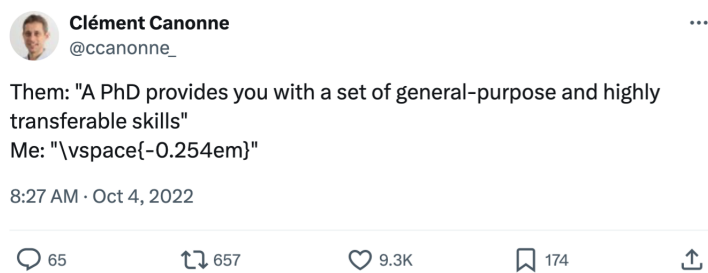 Clément Canonne
@ccanonne_
Them: "A PhD provides you with a set of general-purpose and highly
transferable skills"
Me: "\vspace{-0.254em}"
8:27 AM · Oct 4, 2022
65 657 9.3K 174